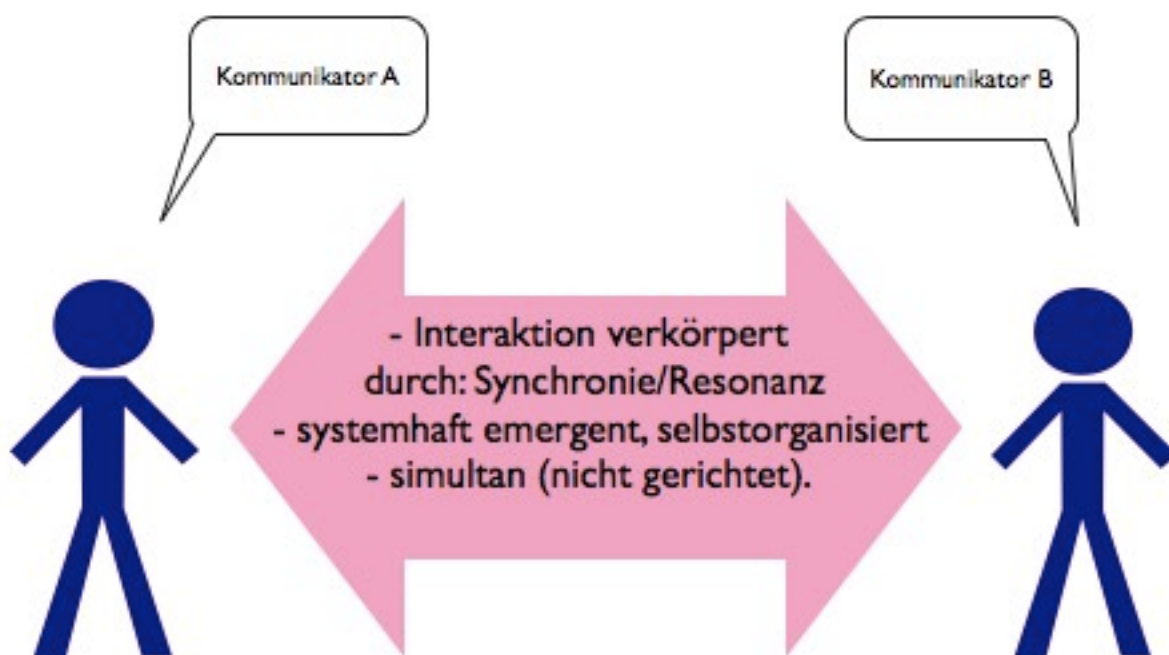 Kommunikator A
Kommunikator B
- Interaktion verkörpert
durch: Synchronie/Resonanz
- systemhaft emergent, selbstorganisiert
- simultan (nicht gerichtet).